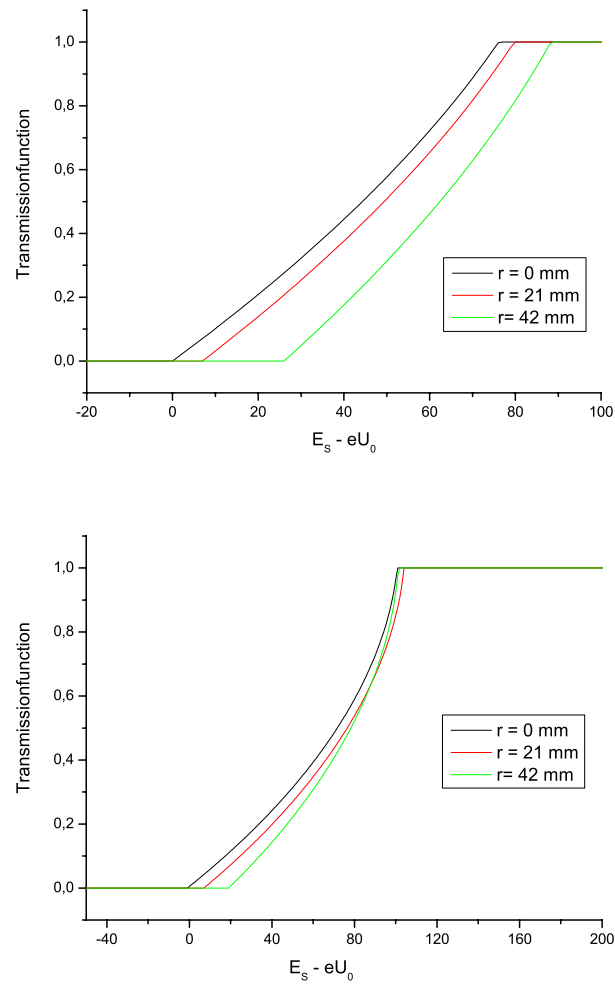 1,0
0,8
0,6
0,4
0,2
0,0
Transmissionfunction
-20 0 20 40 60 80 100
E_S - eU_0
r = 0 mm
r = 21 mm
r= 42 mm
1,0
0,8
0,6
0,4
0,2
0,0
Transmissionfunction
-40 0 40 80 120 160 200
E_S - eU_0
r = 0 mm
r = 21 mm
r= 42 mm